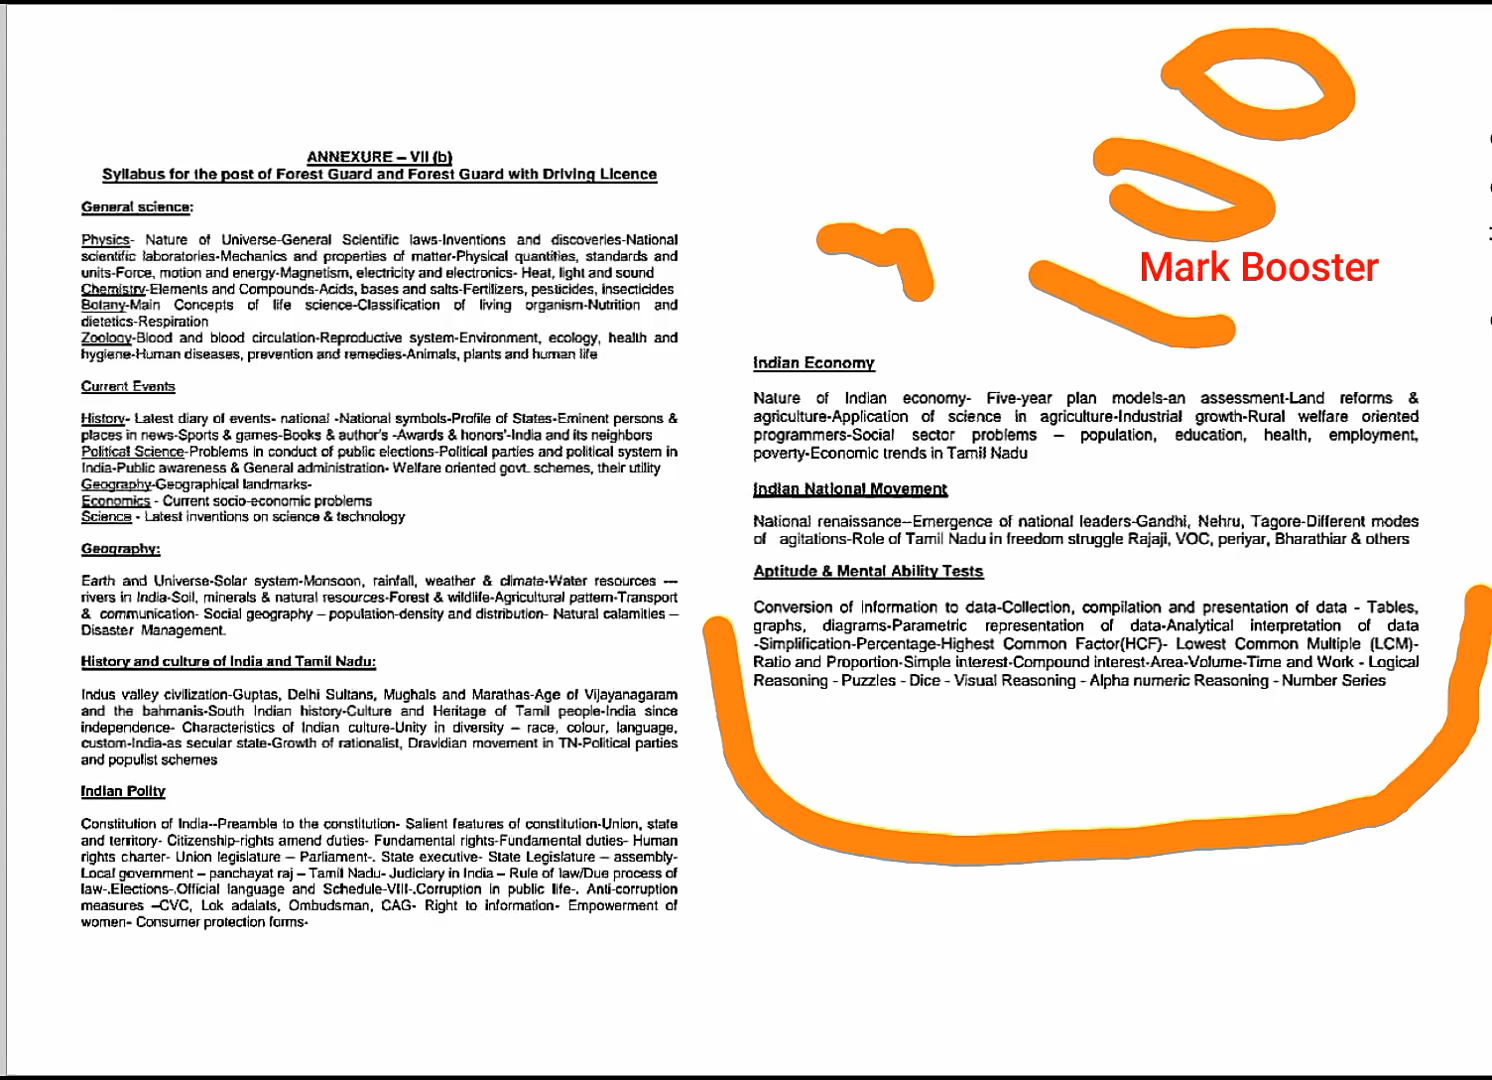 ANNEXURE – VII (b)
Syllabus for the post of Forest Guard and Forest Guard with Driving Licence
General science:
Physics- Nature of Universe-General Scientific laws-Inventions and discoveries-National
scientific laboratories-Mechanics and properties of matter-Physical quantities, standards and
units-Force, motion and energy-Magnetism, electricity and electronics- Heat, light and sound
Chemistry-Elements and Compounds-Acids, bases and salts-Fertilizers, pesticides, insecticides
Botany-Main Concepts of life science-Classification of living organism-Nutrition and
dietetics-Respiration
Zoology-Blood and blood circulation-Reproductive system-Environment, ecology, health and
hygiene-Human diseases, prevention and remedies-Animals, plants and human life
Current Events
History- Latest diary of events- national -National symbols-Profile of States-Eminent persons &
places in news-Sports & games-Books & author's -Awards & honors'-India and its neighbors
Political Science-Problems in conduct of public elections-Political parties and political system in
India-Public awareness & General administration- Welfare oriented govt. schemes, their utility
Geography-Geographical landmarks-
Economics - Current socio-economic problems
Science - Latest inventions on science & technology
Geography:
Earth and Universe-Solar system-Monsoon, rainfall, weather & climate-Water resources ---
rivers in India-Soil, minerals & natural resources-Forest & wildlife-Agricultural pattern-Transport
& communication- Social geography – population-density and distribution- Natural calamities –
Disaster Management.
History and culture of India and Tamil Nadu:
Indus valley civilization-Guptas, Delhi Sultans, Mughals and Marathas-Age of Vijayanagaram
and the bahmanis-South Indian history-Culture and Heritage of Tamil people-India since
independence- Characteristics of Indian culture-Unity in diversity – race, colour, language,
custom-India-as secular state-Growth of rationalist, Dravidian movement in TN-Political parties
and populist schemes
Indian Polity
Constitution of India--Preamble to the constitution- Salient features of constitution-Union, state
and territory- Citizenship-rights amend duties- Fundamental rights-Fundamental duties- Human
rights charter- Union legislature – Parliament-. State executive- State Legislature – assembly-
Local government – panchayat raj – Tamil Nadu- Judiciary in India – Rule of law/Due process of
law-.Elections-.Official language and Schedule-VIII-.Corruption in public life-. Anti-corruption
measures –CVC, Lok adalats, Ombudsman, CAG- Right to information- Empowerment of
women- Consumer protection forms-
Mark Booster
Indian Economy
Nature of Indian economy- Five-year plan models-an assessment-Land reforms &
agriculture-Application of science in agriculture-Industrial growth-Rural welfare oriented
programmers-Social sector problems – population, education, health, employment,
poverty-Economic trends in Tamil Nadu
Indian National Movement
National renaissance--Emergence of national leaders-Gandhi, Nehru, Tagore-Different modes
of agitations-Role of Tamil Nadu in freedom struggle Rajaji, VOC, periyar, Bharathiar & others
Aptitude & Mental Ability Tests
Conversion of information to data-Collection, compilation and presentation of data - Tables,
graphs, diagrams-Parametric representation of data-Analytical interpretation of data
-Simplification-Percentage-Highest Common Factor(HCF)- Lowest Common Multiple (LCM)-
Ratio and Proportion-Simple interest-Compound interest-Area-Volume-Time and Work - Logical
Reasoning - Puzzles - Dice - Visual Reasoning - Alpha numeric Reasoning - Number Series